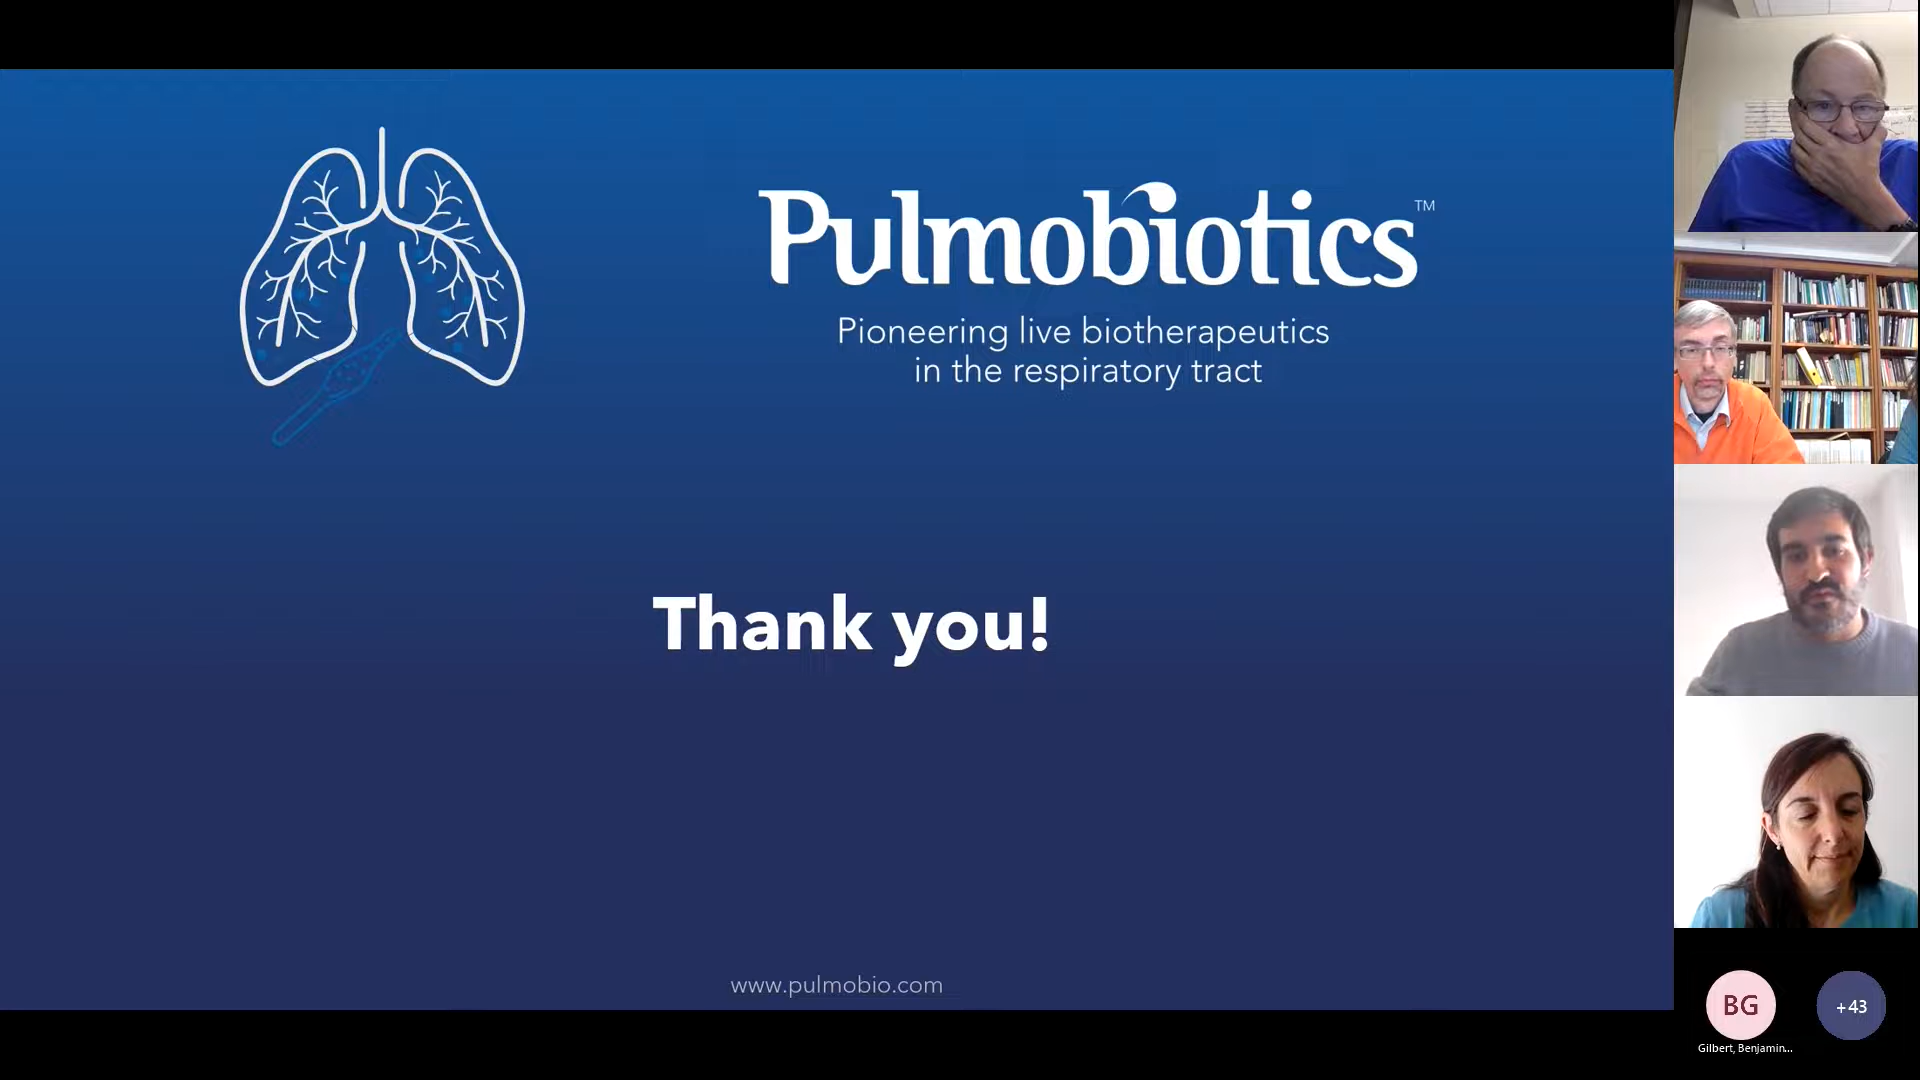 Pulmobiotics™
Pioneering live biotherapeutics
in the respiratory tract
Thank you!
www.pulmobio.com
BG
+43
Gilbert, Benjamin...